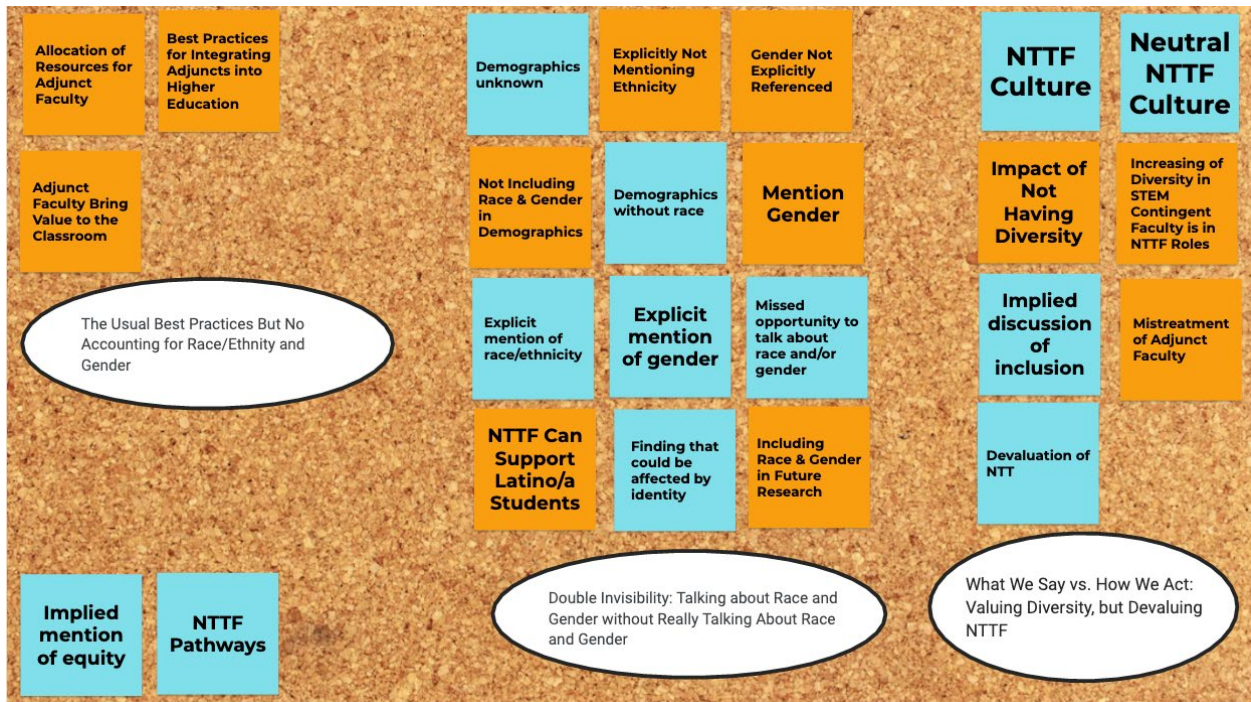 Allocation of
Resources for
Adjunct
Faculty
Best Practices
for Integrating
Adjuncts into
Higher
Education
Adjunct
Faculty Bring
Value to the
Classroom
The Usual Best Practices But No
Accounting for Race/Ethnity and
Gender
Implied
mention
of equity
NTTF
Pathways
Demographics
unknown
Explicitly Not
Mentioning
Ethnicity
Gender Not
Explicitly
Referenced
Not Including
Race & Gender
in
Demographics
Demographics
without race
Mention
Gender
Explicit
mention of
race/ethnicity
Explicit
mention
of gender
Missed
opportunity to
talk about
race and/or
gender
NTTF Can
Support
Latino/a
Students
Finding that
could be
affected by
identity
Including
Race & Gender
in Future
Research
Double Invisibility: Talking about Race and
Gender without Really Talking About Race
and Gender
NTTF
Culture
Neutral
NTTF
Culture
Impact of
Not
Having
Diversity
Increasing of
Diversity in
STEM
Contingent
Faculty is in
NTTF Roles
Implied
discussion
of
inclusion
Mistreatment
of Adjunct
Faculty
Devaluation of
NTT
What We Say vs. How We Act:
Valuing Diversity, but Devaluing
NTTF